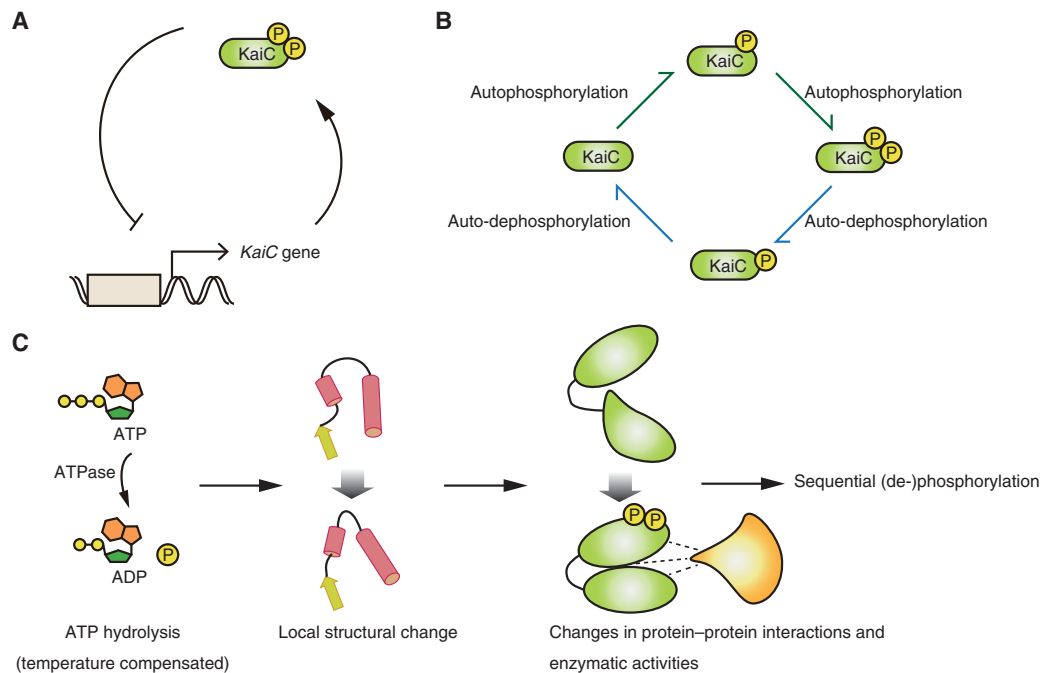 A
P
P
KaiC
KaiC gene
B
P
KaiC
Autophosphorylation
Autophosphorylation
KaiC
P
P
KaiC
Auto-dephosphorylation
Auto-dephosphorylation
KaiC
P
C
ATP
ATPase
ADP
P
ATP hydrolysis
(temperature compensated)
Local structural change
P
P
Changes in protein–protein interactions and
enzymatic activities
Sequential (de-)phosphorylation